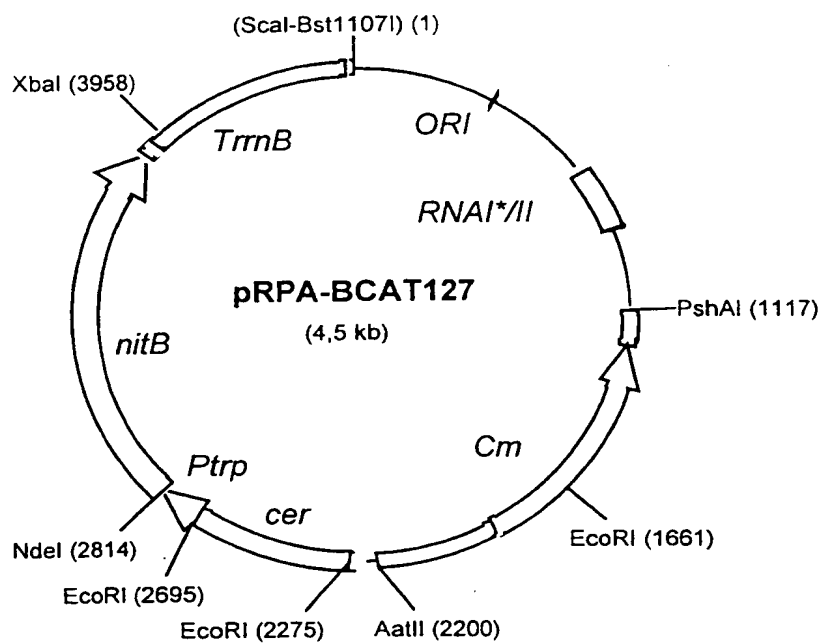 (ScaI-Bst1107I) (1)
XbaI (3958)
TrrnB
ORI
RNAI*/II
pRPA-BCAT127
(4,5 kb)
PshAI (1117)
nitB
Cm
Ptrp
cer
NdeI (2814)
EcoRI (1661)
EcoRI (2695)
EcoRI (2275)
AatII (2200)